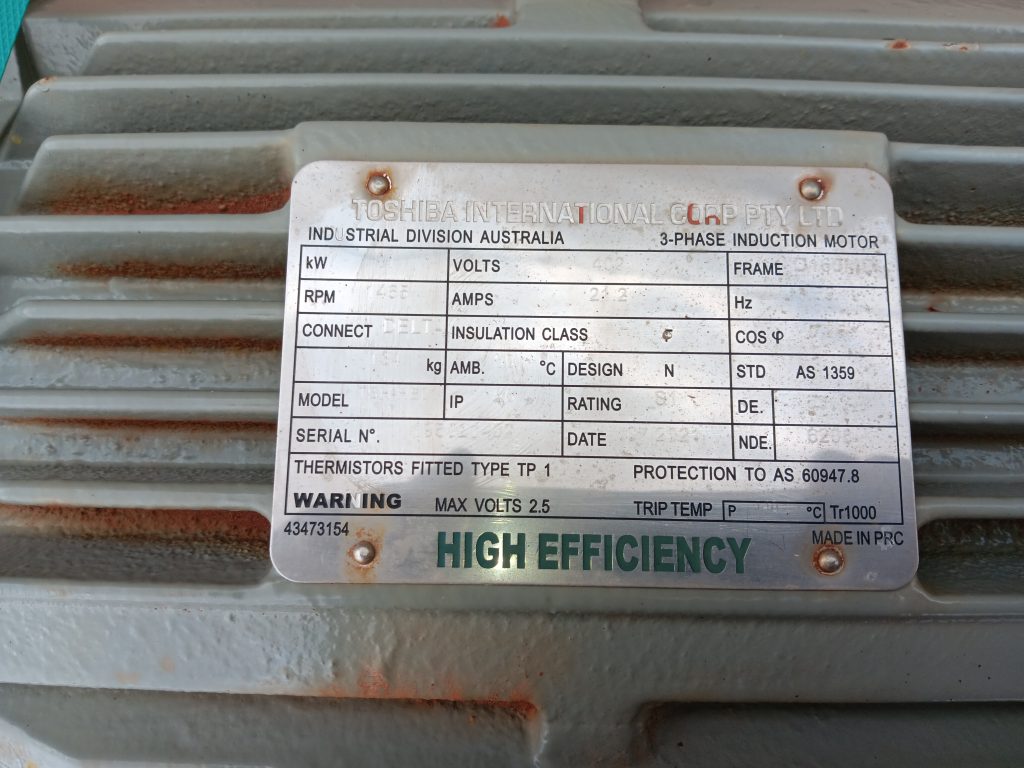 TOSHIBA INTERNATIONAL CORP PTY LTD
INDUSTRIAL DIVISION AUSTRALIA 3-PHASE INDUCTION MOTOR
kW VOLTS FRAME
RPM AMPS Hz
CONNECT INSULATION CLASS F COS φ
kg AMB. °C DESIGN N STD AS 1359
MODEL IP RATING S1 DE.
SERIAL Nº. DATE NDE.
THERMISTORS FITTED TYPE TP 1 PROTECTION TO AS 60947.8
WARNING MAX VOLTS 2.5 TRIP TEMP P °C Tr1000
43473154 HIGH EFFICIENCY MADE IN PRC